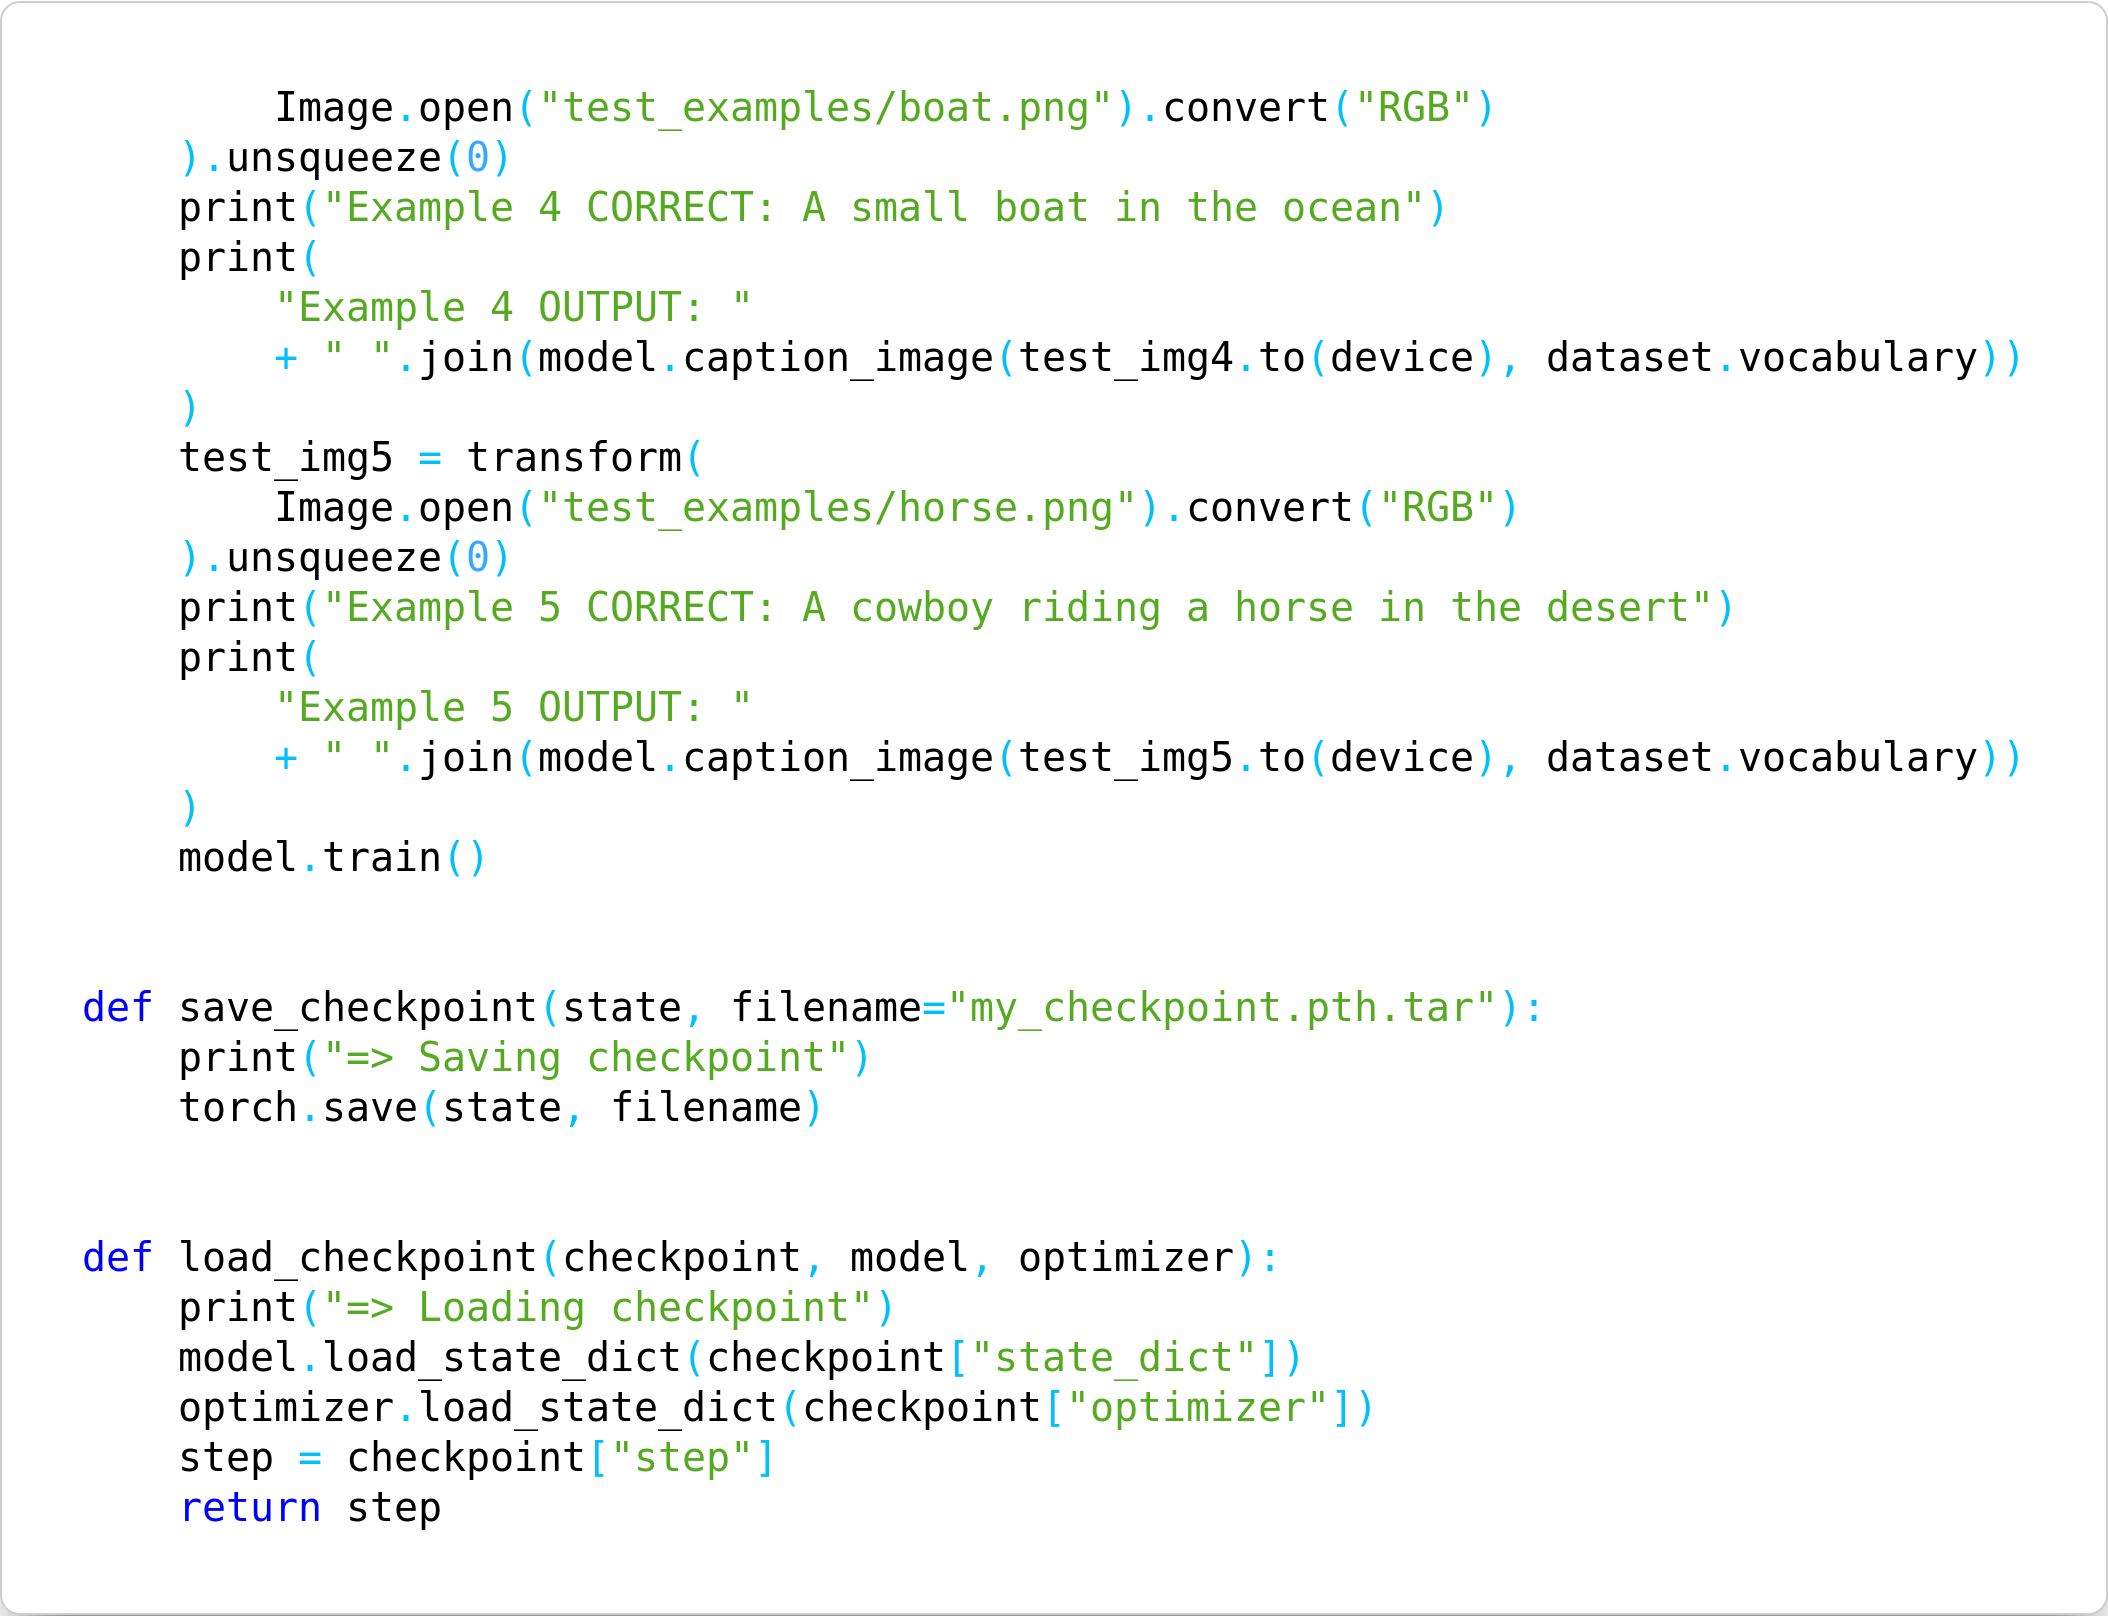 Image.open("test_examples/boat.png").convert("RGB")
    ).unsqueeze(0)
    print("Example 4 CORRECT: A small boat in the ocean")
    print(
        "Example 4 OUTPUT: "
        + " ".join(model.caption_image(test_img4.to(device), dataset.vocabulary))
    )
    test_img5 = transform(
        Image.open("test_examples/horse.png").convert("RGB")
    ).unsqueeze(0)
    print("Example 5 CORRECT: A cowboy riding a horse in the desert")
    print(
        "Example 5 OUTPUT: "
        + " ".join(model.caption_image(test_img5.to(device), dataset.vocabulary))
    )
    model.train()


def save_checkpoint(state, filename="my_checkpoint.pth.tar"):
    print("=> Saving checkpoint")
    torch.save(state, filename)


def load_checkpoint(checkpoint, model, optimizer):
    print("=> Loading checkpoint")
    model.load_state_dict(checkpoint["state_dict"])
    optimizer.load_state_dict(checkpoint["optimizer"])
    step = checkpoint["step"]
    return step